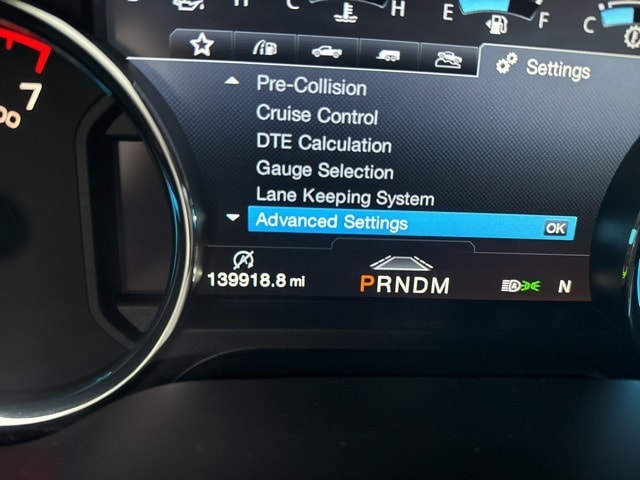 H C H E F C
Settings
Pre-Collision
Cruise Control
DTE Calculation
Gauge Selection
Lane Keeping System
Advanced Settings OK
7
139918.8 mi PRNDM A N